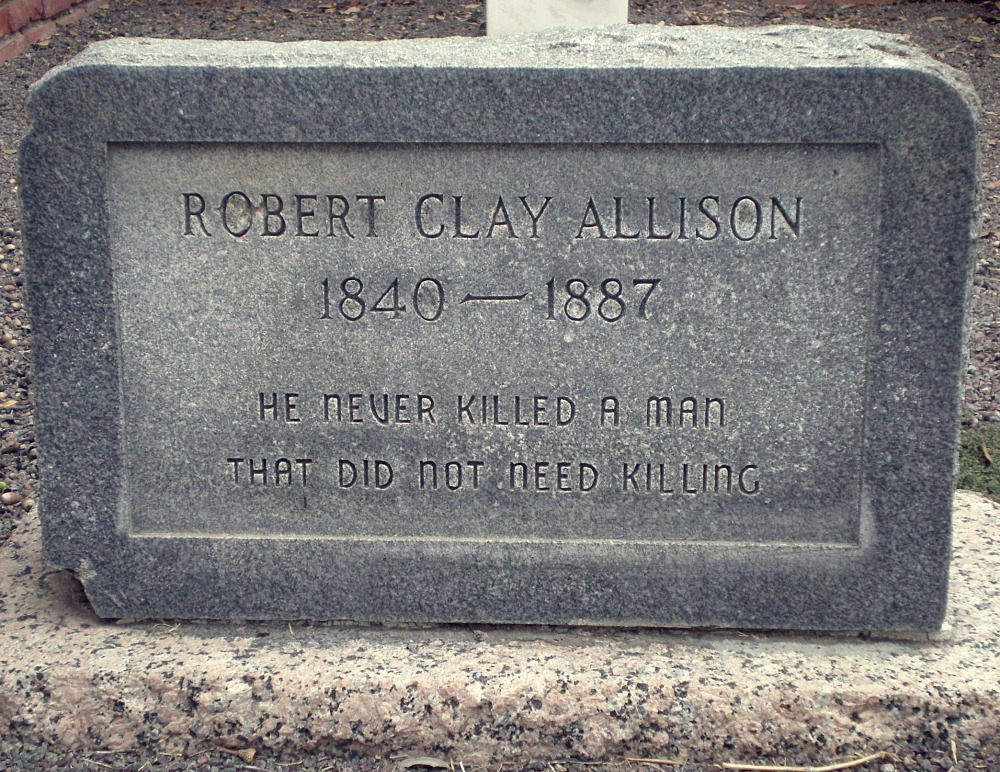 ROBERT CLAY ALLISON
1840 — 1887
HE NEVER KILLED A MAN
THAT DID NOT NEED KILLING